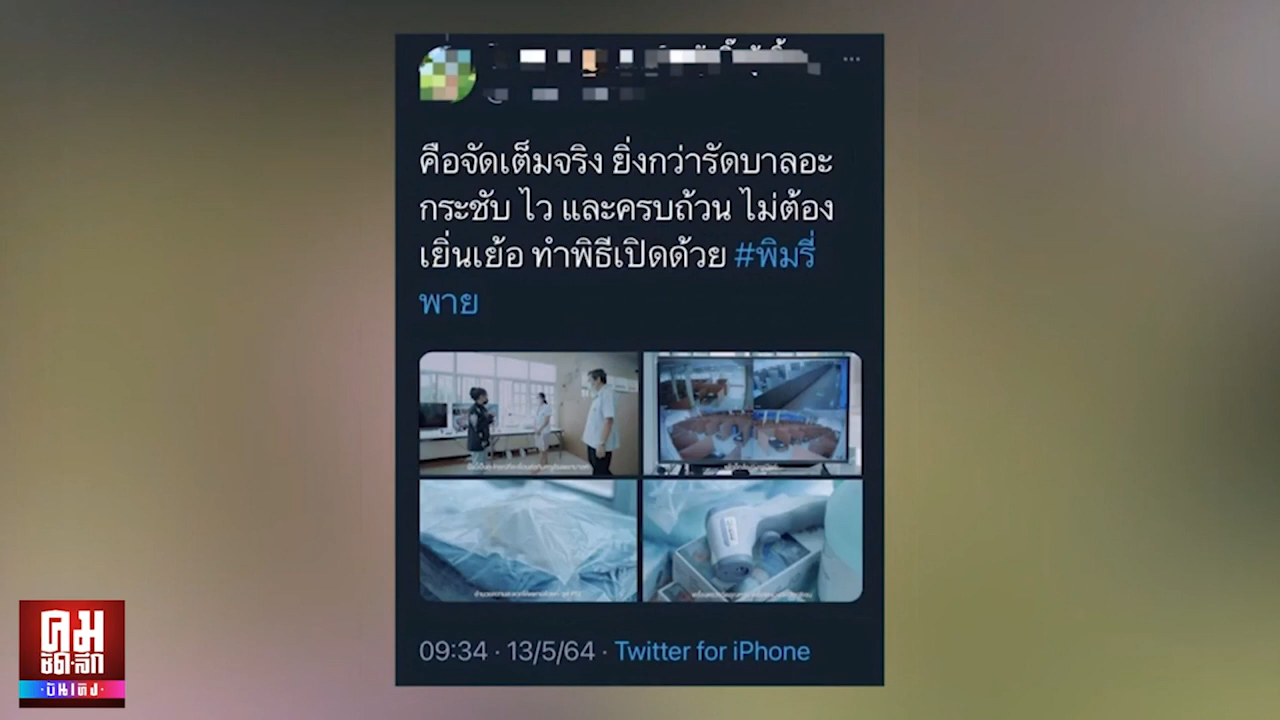 คือจัดเต็มจริง ยิ่งกว่ารัดบาลอะ
กระชับ ไว และครบถ้วน ไม่ต้อง
เยิ่นเย้อ ทำพิธีเปิดด้วย #พิมรี่
พาย
09:34 · 13/5/64 · Twitter for iPhone
คม
ชัด·ลึก
·บันเทิง·